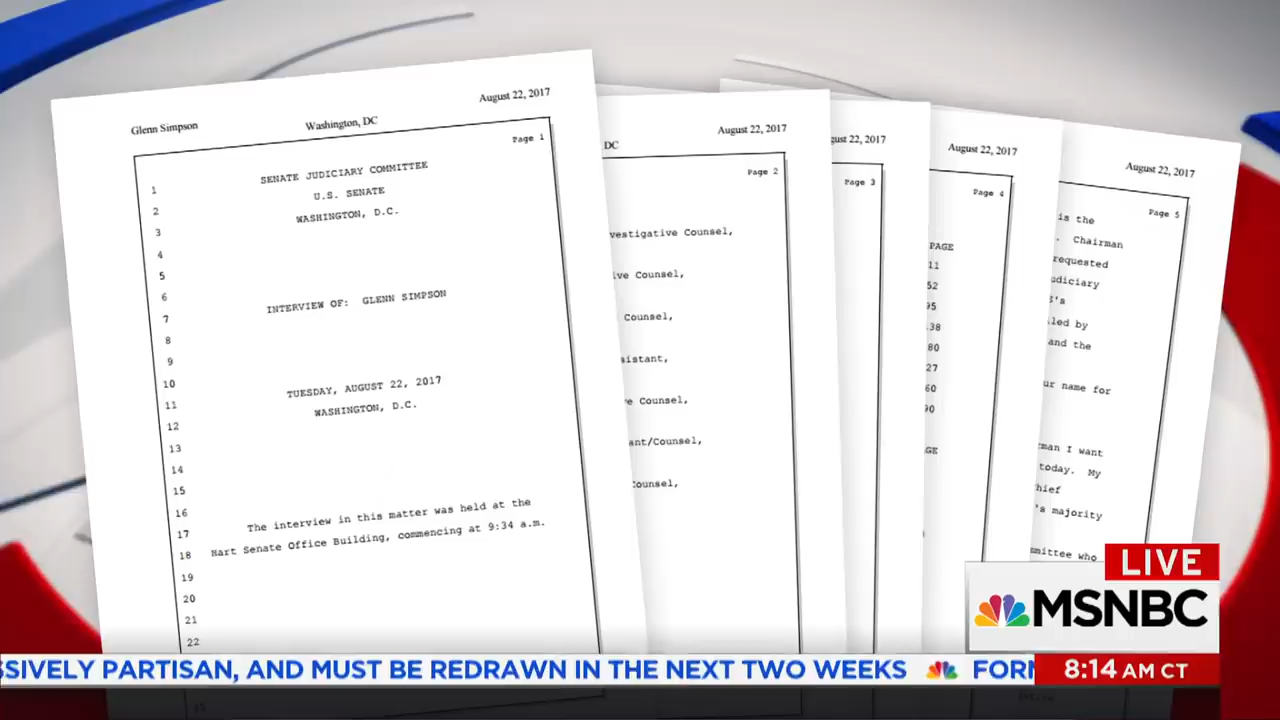 Glenn Simpson
Washington, DC
August 22, 2017
Page 1
1 SENATE JUDICIARY COMMITTEE
2 U.S. SENATE
3 WASHINGTON, D.C.
4
5
6
7 INTERVIEW OF: GLENN SIMPSON
8
9
10
11 TUESDAY, AUGUST 22, 2017
12 WASHINGTON, D.C.
13
14
15
16
17 The interview in this matter was held at the
18 Hart Senate Office Building, commencing at 9:34 a.m.
19
20
21
22
DC
August 22, 2017
Page 2
vestigative Counsel,
ive Counsel,
Counsel,
sistant,
e Counsel,
ant/Counsel,
Counsel,
ust 22, 2017
Page 3
August 22, 2017
Page 4
PAGE
11
52
95
38
80
27
60
90
GE
August 22, 2017
Page 5
is the
. Chairman
requested
udiciary
's
led by
and the
ur name for
man I want
today. My
hief
's majority
mittee who
LIVE
MSNBC
SIVELY PARTISAN, AND MUST BE REDRAWN IN THE NEXT TWO WEEKS FORM
8:14 AM CT